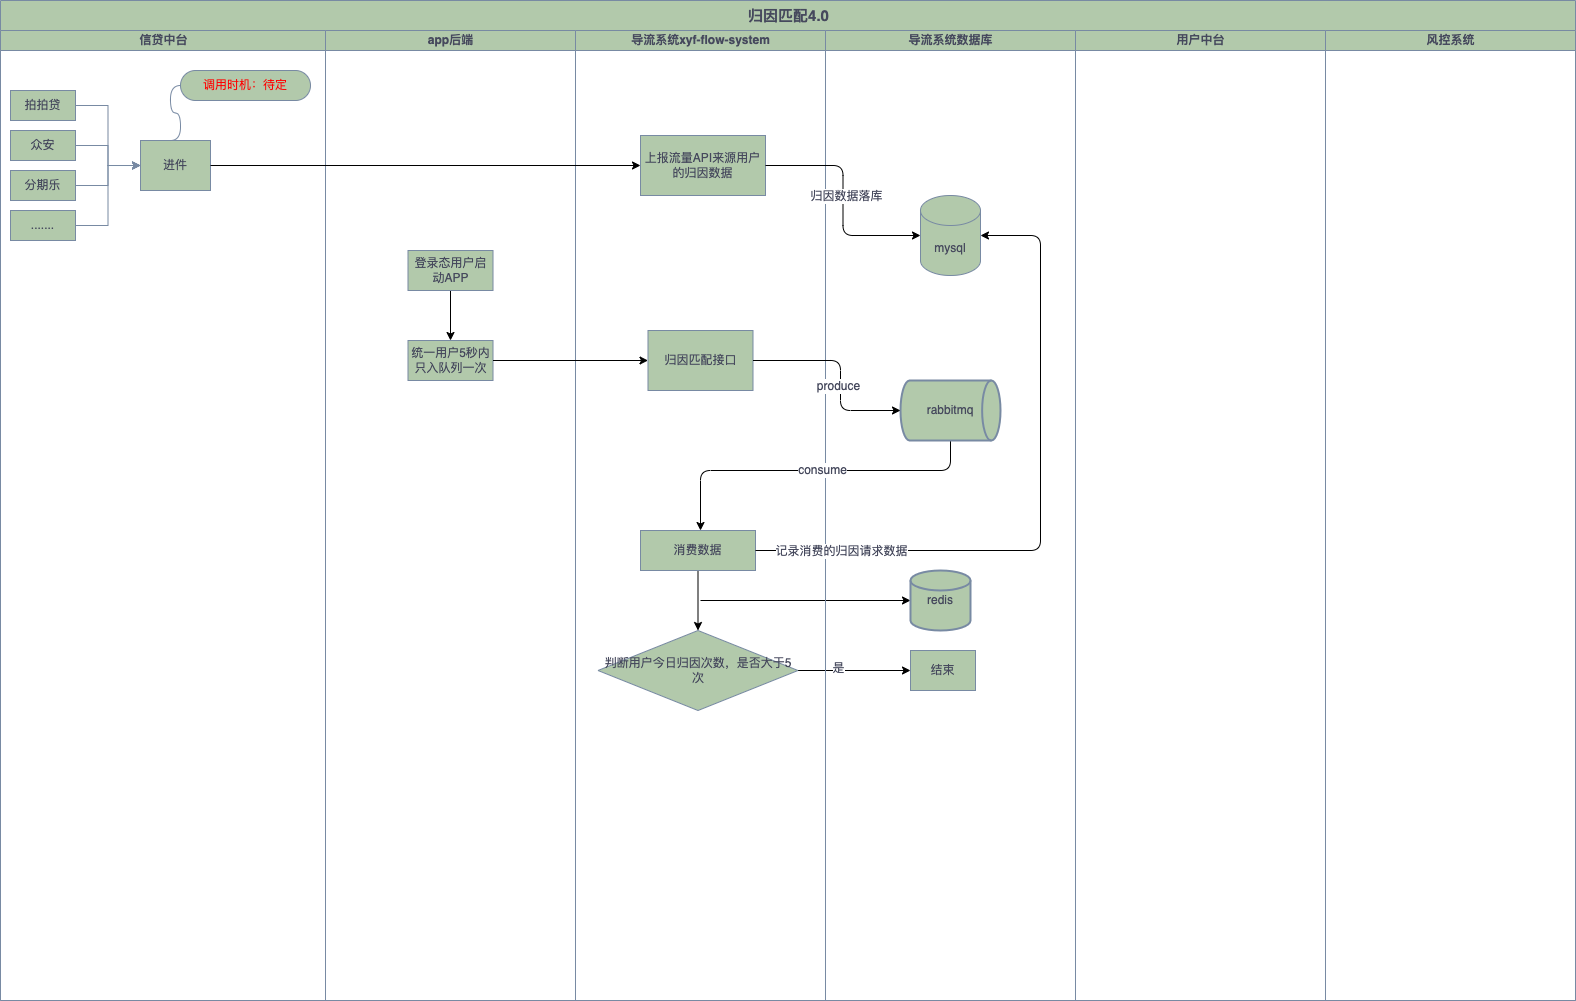 归因匹配4.0
信贷中台
app后端
导流系统xyf-flow-system
导流系统数据库
用户中台
风控系统
调用时机：待定
拍拍贷
众安
分期乐
.......
进件
上报流量API来源用户
的归因数据
归因数据落库
mysql
登录态用户启
动APP
统一用户5秒内
只入队列一次
归因匹配接口
produce
rabbitmq
consume
消费数据
记录消费的归因请求数据
redis
判断用户今日归因次数，是否大于5
次
是
结束